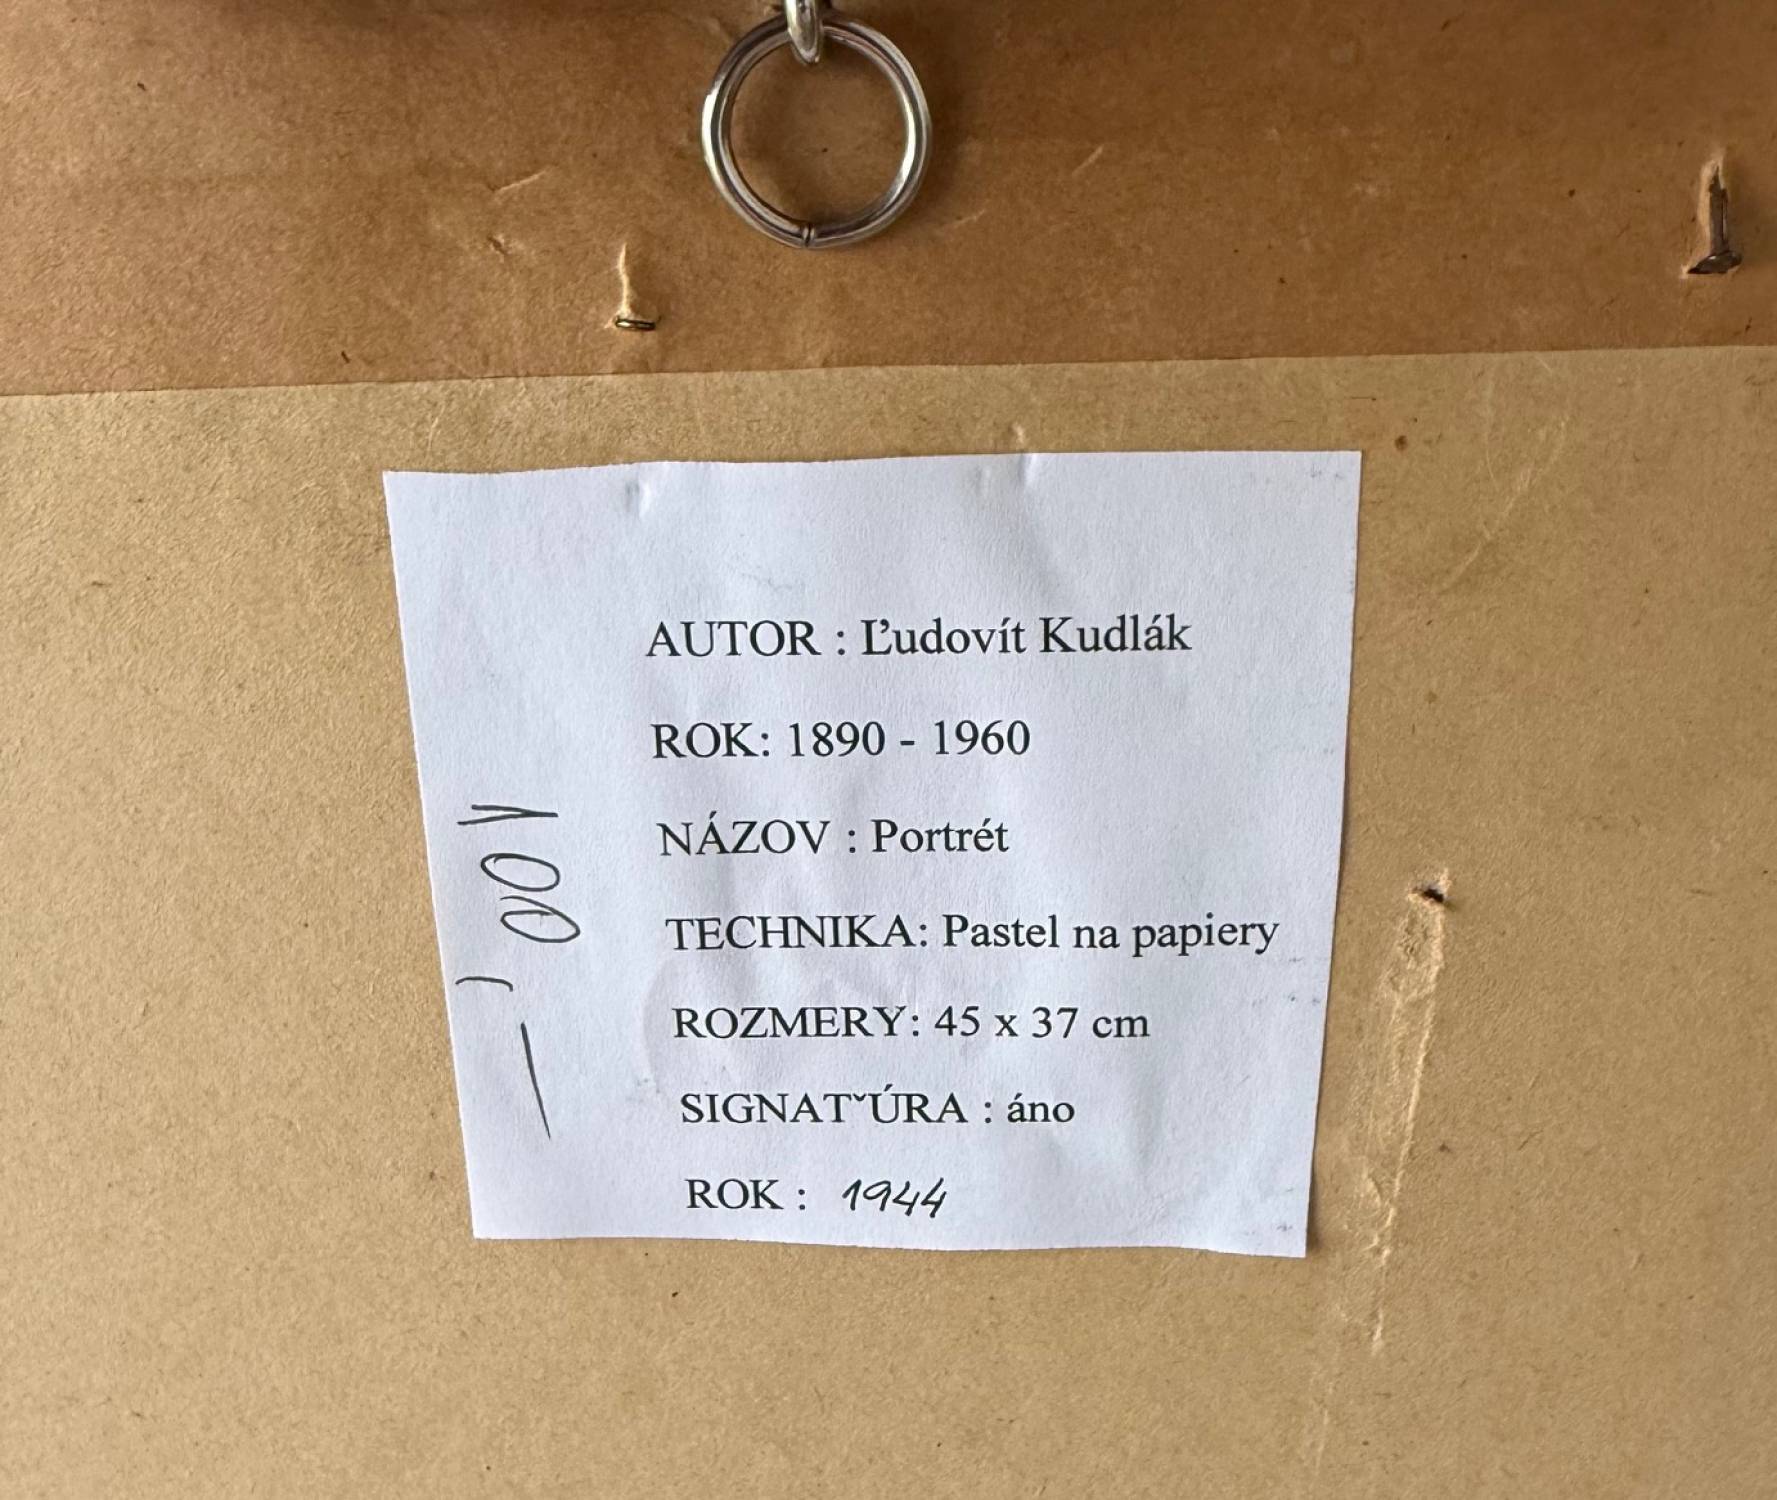 AUTOR : Ľudovít Kudlák
ROK: 1890 - 1960
NÁZOV : Portrét
TECHNIKA: Pastel na papiery
ROZMERY: 45 x 37 cm
SIGNATˇÚRA : áno
ROK : 1944
100,-